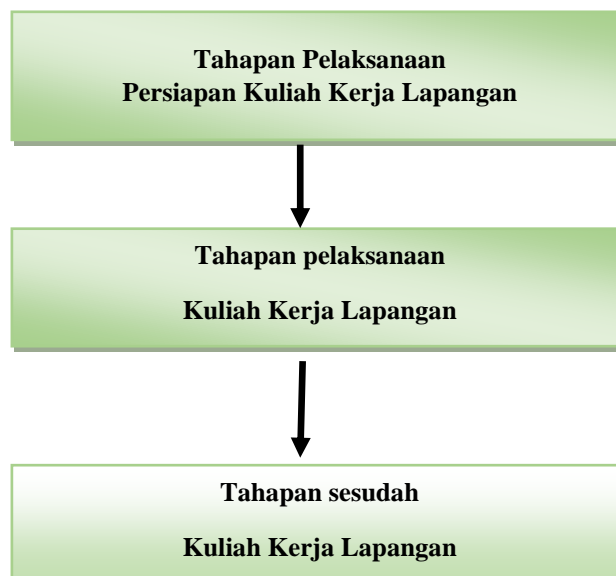 Tahapan Pelaksanaan
Persiapan Kuliah Kerja Lapangan
Tahapan pelaksanaan
Kuliah Kerja Lapangan
Tahapan sesudah
Kuliah Kerja Lapangan